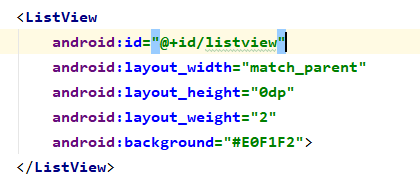 <ListView
android:id="@+id/listview"
android:layout_width="match_parent"
android:layout_height="0dp"
android:layout_weight="2"
android:background="#E0F1F2">
</ListView>